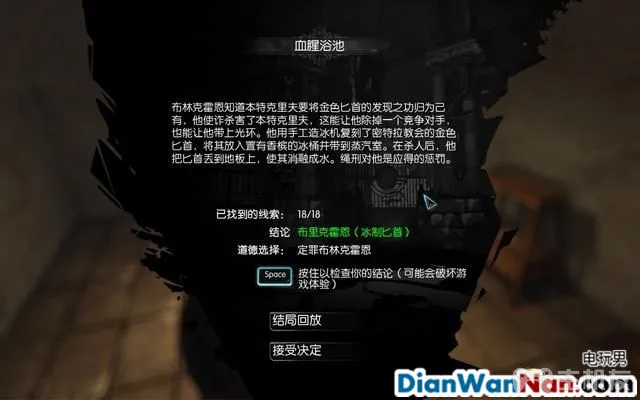 血腥浴池
布林克霍恩知道本特克里夫要将金色匕首的发现之功归为己
有，他使诈杀害了本特克里夫，这能让他除掉一个竞争对手，
也能让他带上光环。他用手工造冰机复刻了密特拉教会的金色
匕首，将其放入置有香槟的冰桶并带到蒸汽室。在杀人后，他
把匕首丢到地板上，使其消融成水。绳刑对他是应得的惩罚。
已找到的线索： 18/18
结论 布里克霍恩（冰制匕首）
道德选择： 定罪布林克霍恩
Space 按住以检查你的结论（可能会破坏游
戏体验）
结局回放
接受决定
电玩男
DianWanNan.com